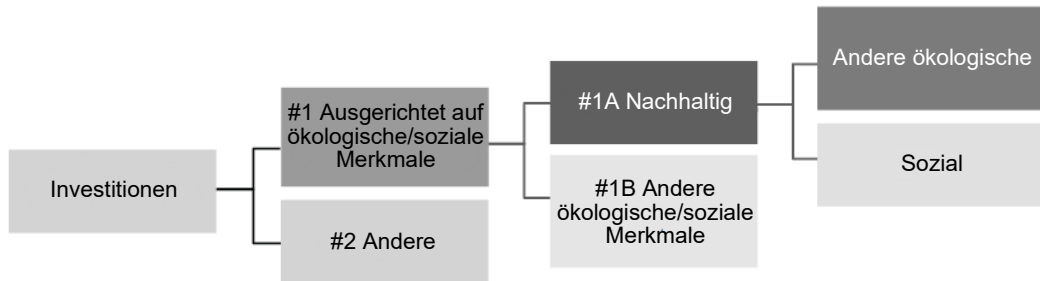 Investitionen
#1 Ausgerichtet auf
ökologische/soziale
Merkmale
#2 Andere
#1A Nachhaltig
#1B Andere
ökologische/soziale
Merkmale
Andere ökologische
Sozial